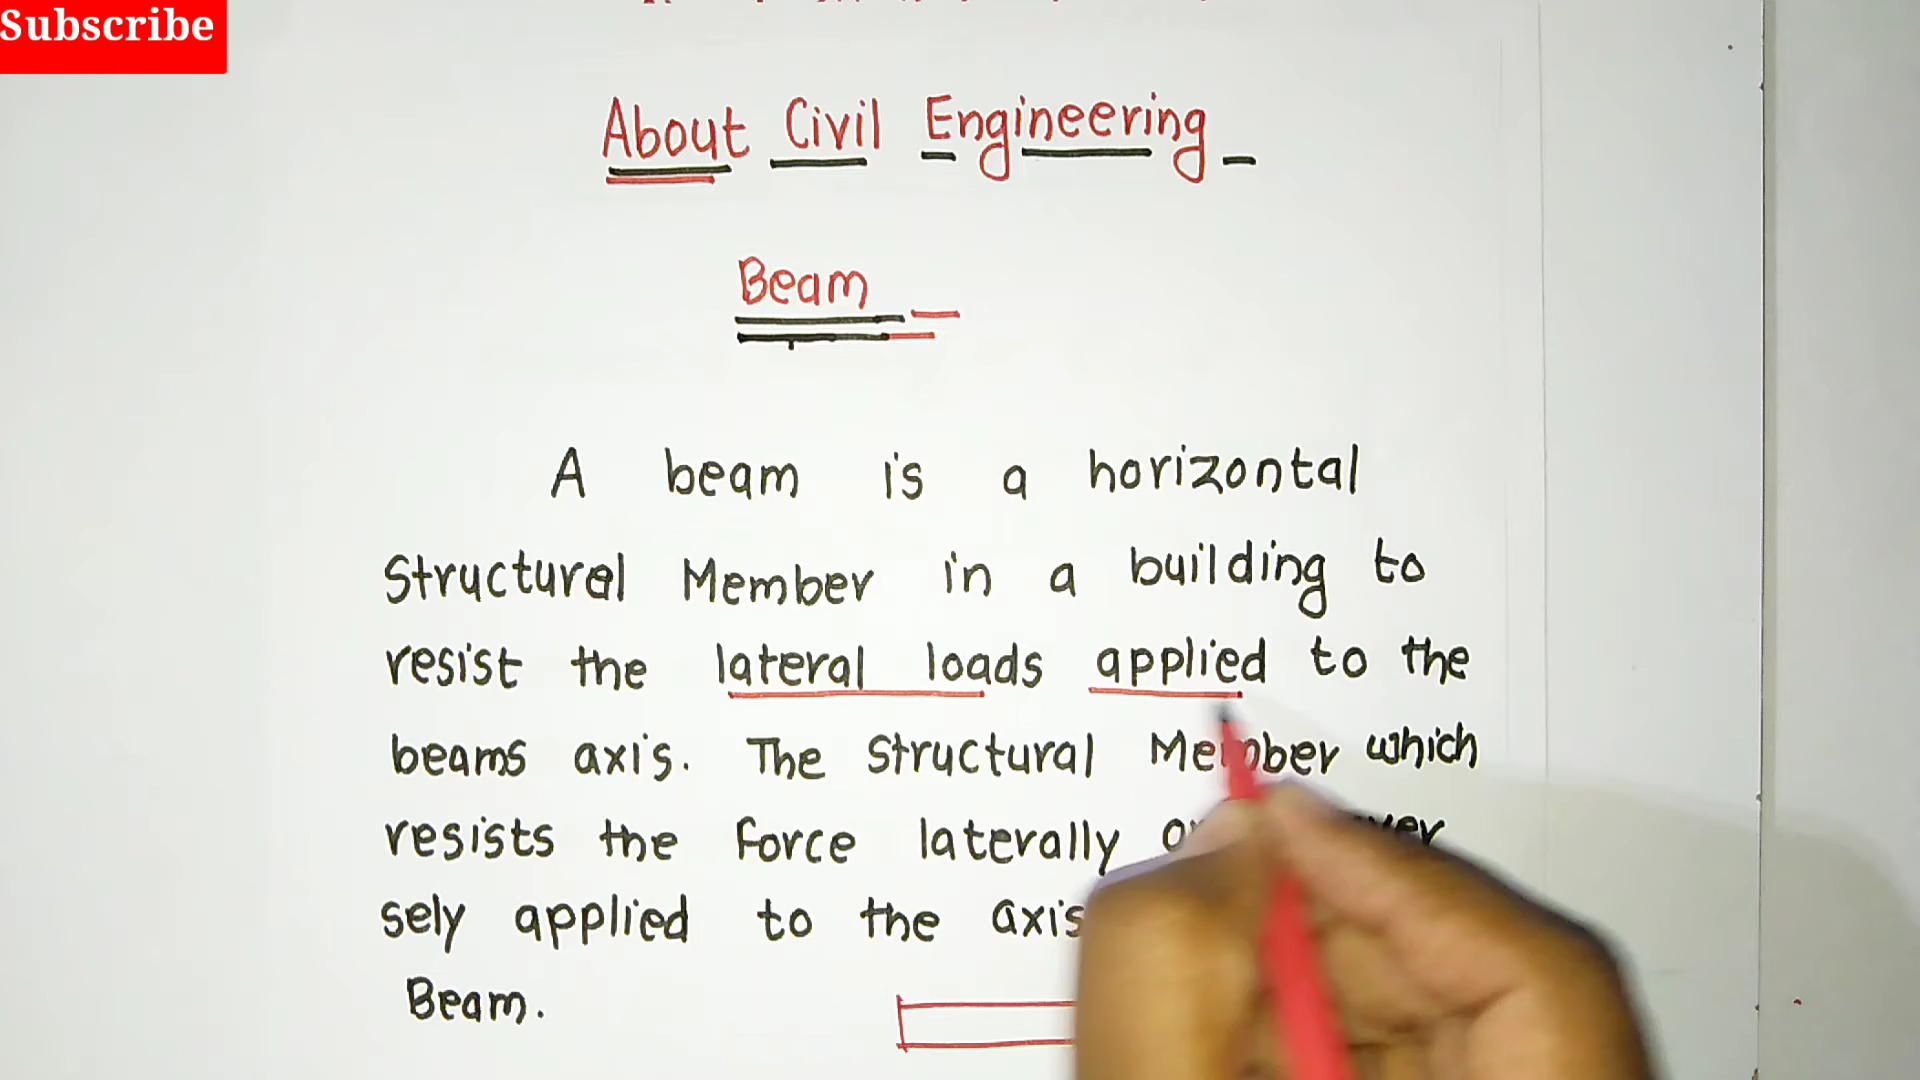 Subscribe
About Civil Engineering
Beam
A beam is a horizontal
Structural Member in a building to
resist the lateral loads applied to the
beams axis. The Structural Member which
resists the force laterally
sely applied to the axis
Beam.